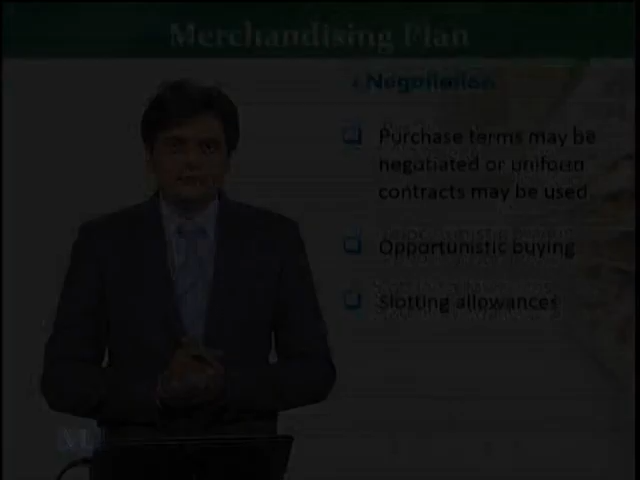 Merchandising Plan
Negotiation
Purchase terms may be
negotiated or uniform
contracts may be used.
Opportunistic buying
Slotting allowances